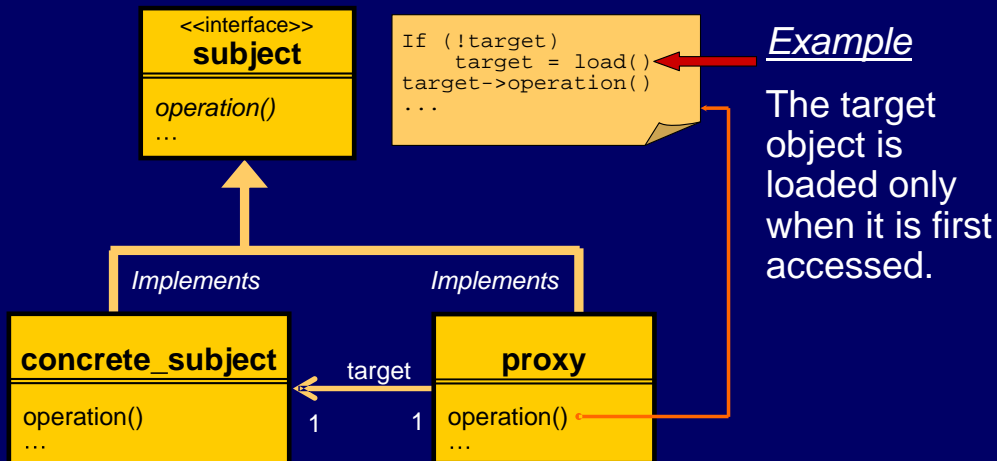 <<interface>>
subject
operation()
…
If (!target)
    target = load()
target->operation()
...
Example
The target
object is
loaded only
when it is first
accessed.
Implements
Implements
concrete_subject
operation()
…
target
1
1
proxy
operation()
…